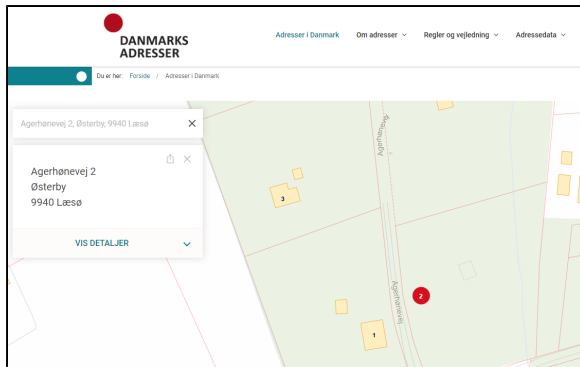 DANMARKS
ADRESSER
Adresser i Danmark
Om adresser
Regler og vejledning
Adressedata
Du er her: Forside / Adresser i Danmark
Agerhønevej 2, Østerby, 9940 Læsø
Agerhønevej 2
Østerby
9940 Læsø
VIS DETALJER
Agerhønevej
3
2
Agerhønevej
1